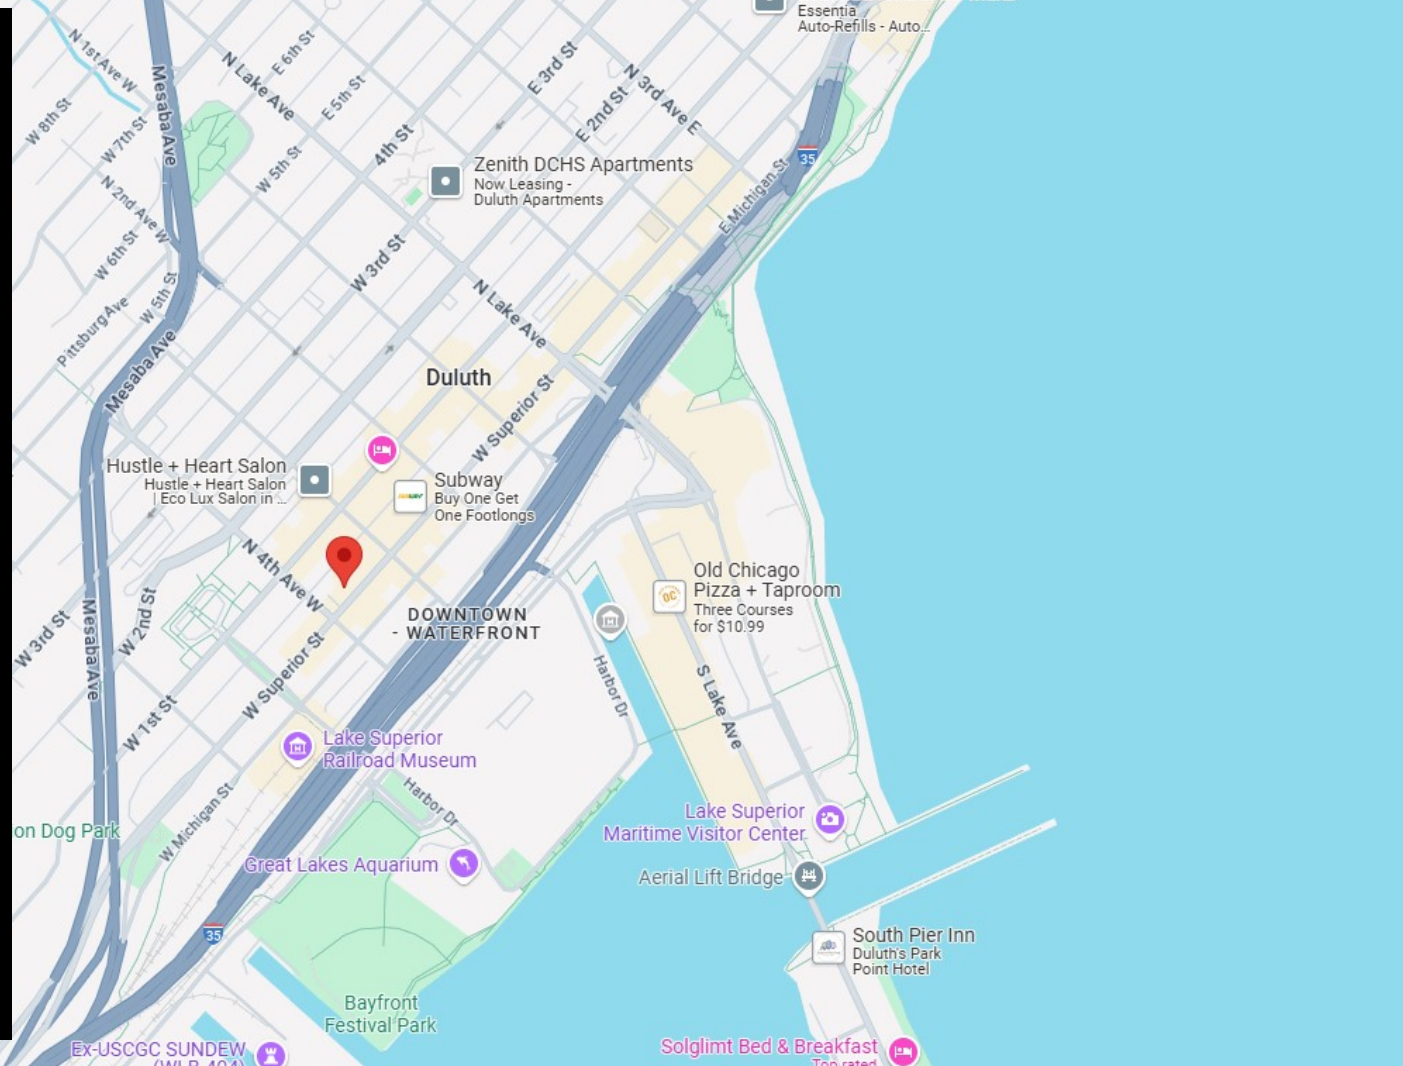 Essentia
Auto-Refills - Auto...
N 1st Ave W
Mesaba Ave
N Lake Ave
E 6th St
E 5th St
E 3rd St
E 2nd St
N 3rd Ave E
35
W 8th St
W 7th St
W 5th St
4th St
Zenith DCHS Apartments
Now Leasing -
Duluth Apartments
E Michigan St
N 2nd Ave W
W 6th St
W 5th St
W 3rd St
N Lake Ave
Pittsburg Ave
Mesaba Ave
Duluth
W Superior St
Hustle + Heart Salon
Hustle + Heart Salon
| Eco Lux Salon in ...
Subway
Buy One Get
One Footlongs
N 4th Ave W
DOWNTOWN
- WATERFRONT
Old Chicago
Pizza + Taproom
Three Courses
for $10.99
OC
W 3rd St
Mesaba Ave
W 2nd St
W Superior St
Harbor Dr
S Lake Ave
W 1st St
Lake Superior
Railroad Museum
Harbor Dr
W Michigan St
on Dog Park
Great Lakes Aquarium
Lake Superior
Maritime Visitor Center
Aerial Lift Bridge
35
South Pier Inn
Duluth's Park
Point Hotel
Bayfront
Festival Park
Ex-USCGC SUNDEW
(WLB 404)
Solglimt Bed & Breakfast
Top rated